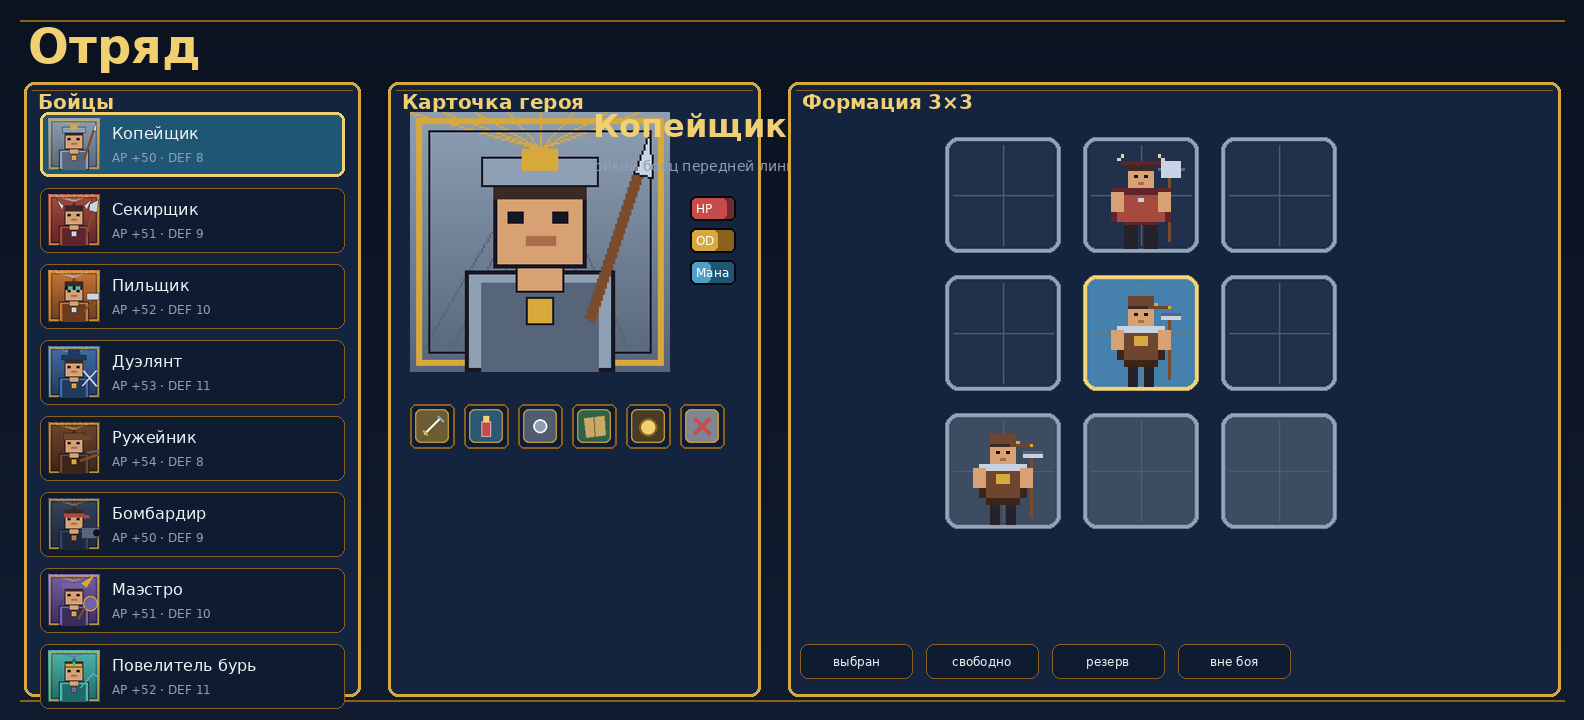 Отряд
Бойцы
Копейщик
AP +50 · DEF 8
Секирщик
AP +51 · DEF 9
Пильщик
AP +52 · DEF 10
Дуэлянт
AP +53 · DEF 11
Ружейник
AP +54 · DEF 8
Бомбардир
AP +50 · DEF 9
Маэстро
AP +51 · DEF 10
Повелитель бурь
AP +52 · DEF 11
Карточка героя
Копейщик
боец передней
HP
OD
Мана
Формация 3×3
выбран
свободно
резерв
вне боя